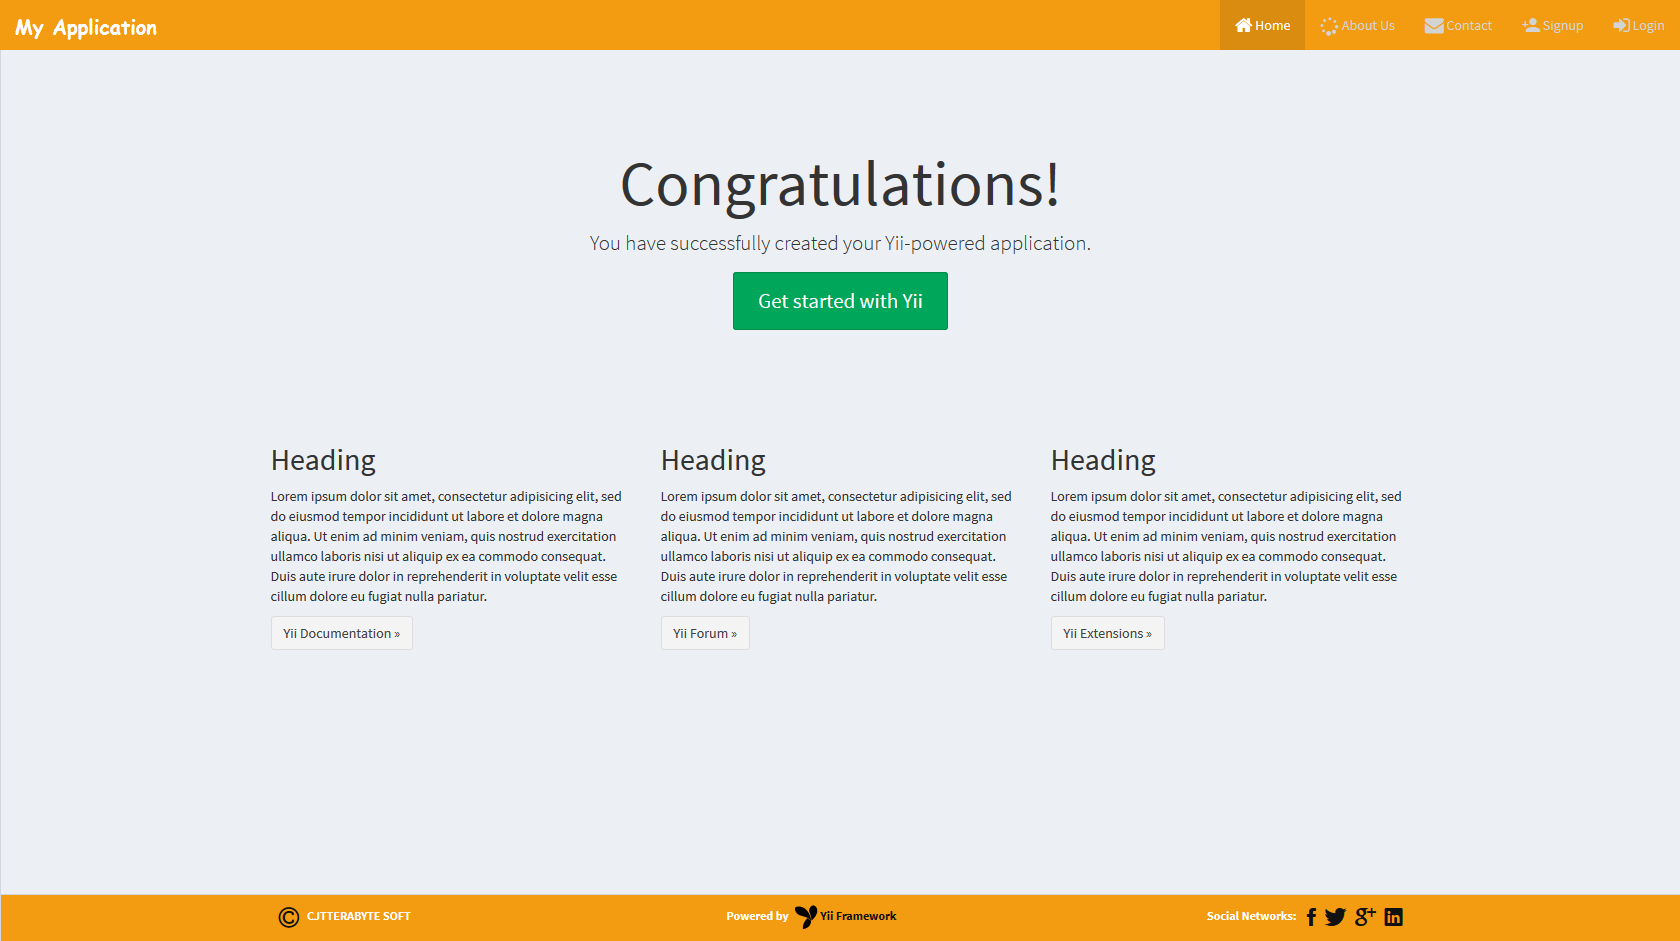 My Application
Home About Us Contact Signup Login
Congratulations!
You have successfully created your Yii-powered application.
Get started with Yii
Heading
Lorem ipsum dolor sit amet, consectetur adipisicing elit, sed
do eiusmod tempor incididunt ut labore et dolore magna
aliqua. Ut enim ad minim veniam, quis nostrud exercitation
ullamco laboris nisi ut aliquip ex ea commodo consequat.
Duis aute irure dolor in reprehenderit in voluptate velit esse
cillum dolore eu fugiat nulla pariatur.
Yii Documentation »
Heading
Lorem ipsum dolor sit amet, consectetur adipisicing elit, sed
do eiusmod tempor incididunt ut labore et dolore magna
aliqua. Ut enim ad minim veniam, quis nostrud exercitation
ullamco laboris nisi ut aliquip ex ea commodo consequat.
Duis aute irure dolor in reprehenderit in voluptate velit esse
cillum dolore eu fugiat nulla pariatur.
Yii Forum »
Heading
Lorem ipsum dolor sit amet, consectetur adipisicing elit, sed
do eiusmod tempor incididunt ut labore et dolore magna
aliqua. Ut enim ad minim veniam, quis nostrud exercitation
ullamco laboris nisi ut aliquip ex ea commodo consequat.
Duis aute irure dolor in reprehenderit in voluptate velit esse
cillum dolore eu fugiat nulla pariatur.
Yii Extensions »
© CJTTERABYTE SOFT
Powered by Yii Framework
Social Networks: